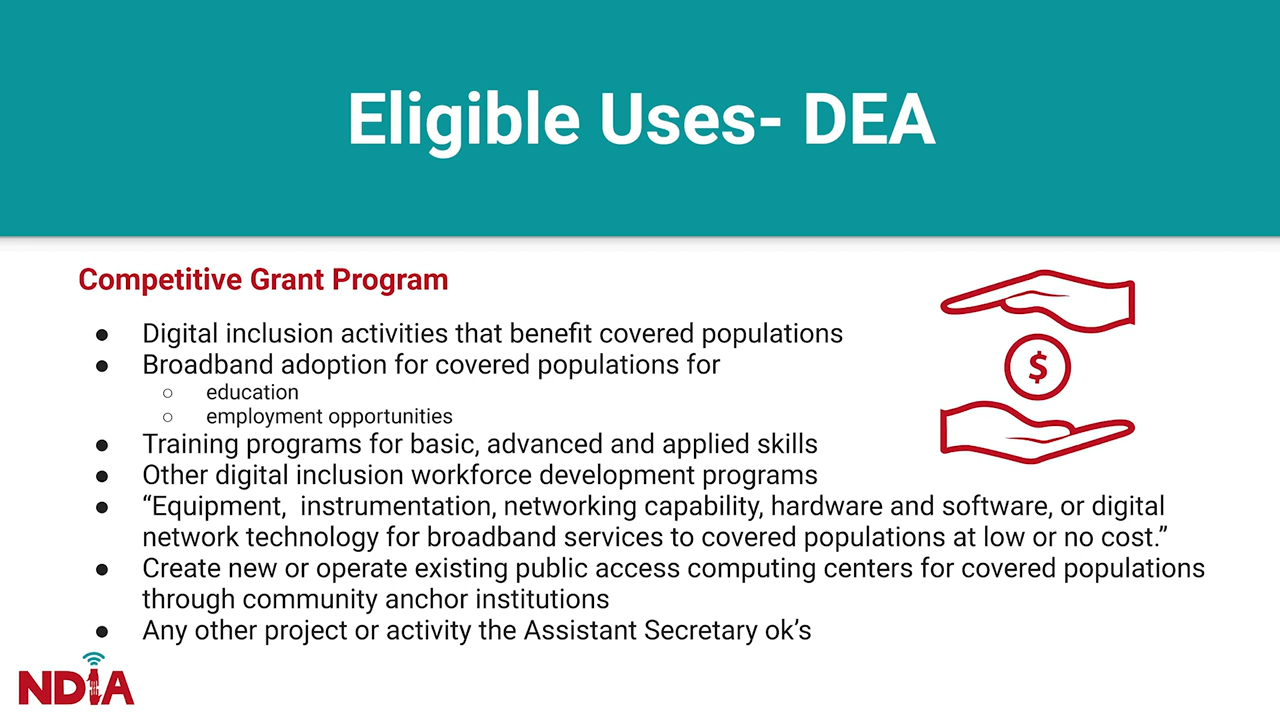 Eligible Uses- DEA
Competitive Grant Program
● Digital inclusion activities that benefit covered populations
● Broadband adoption for covered populations for
○ education
○ employment opportunities
● Training programs for basic, advanced and applied skills
● Other digital inclusion workforce development programs
● “Equipment,  instrumentation, networking capability, hardware and software, or digital
network technology for broadband services to covered populations at low or no cost.”
● Create new or operate existing public access computing centers for covered populations
through community anchor institutions
● Any other project or activity the Assistant Secretary ok’s
$
NDIA